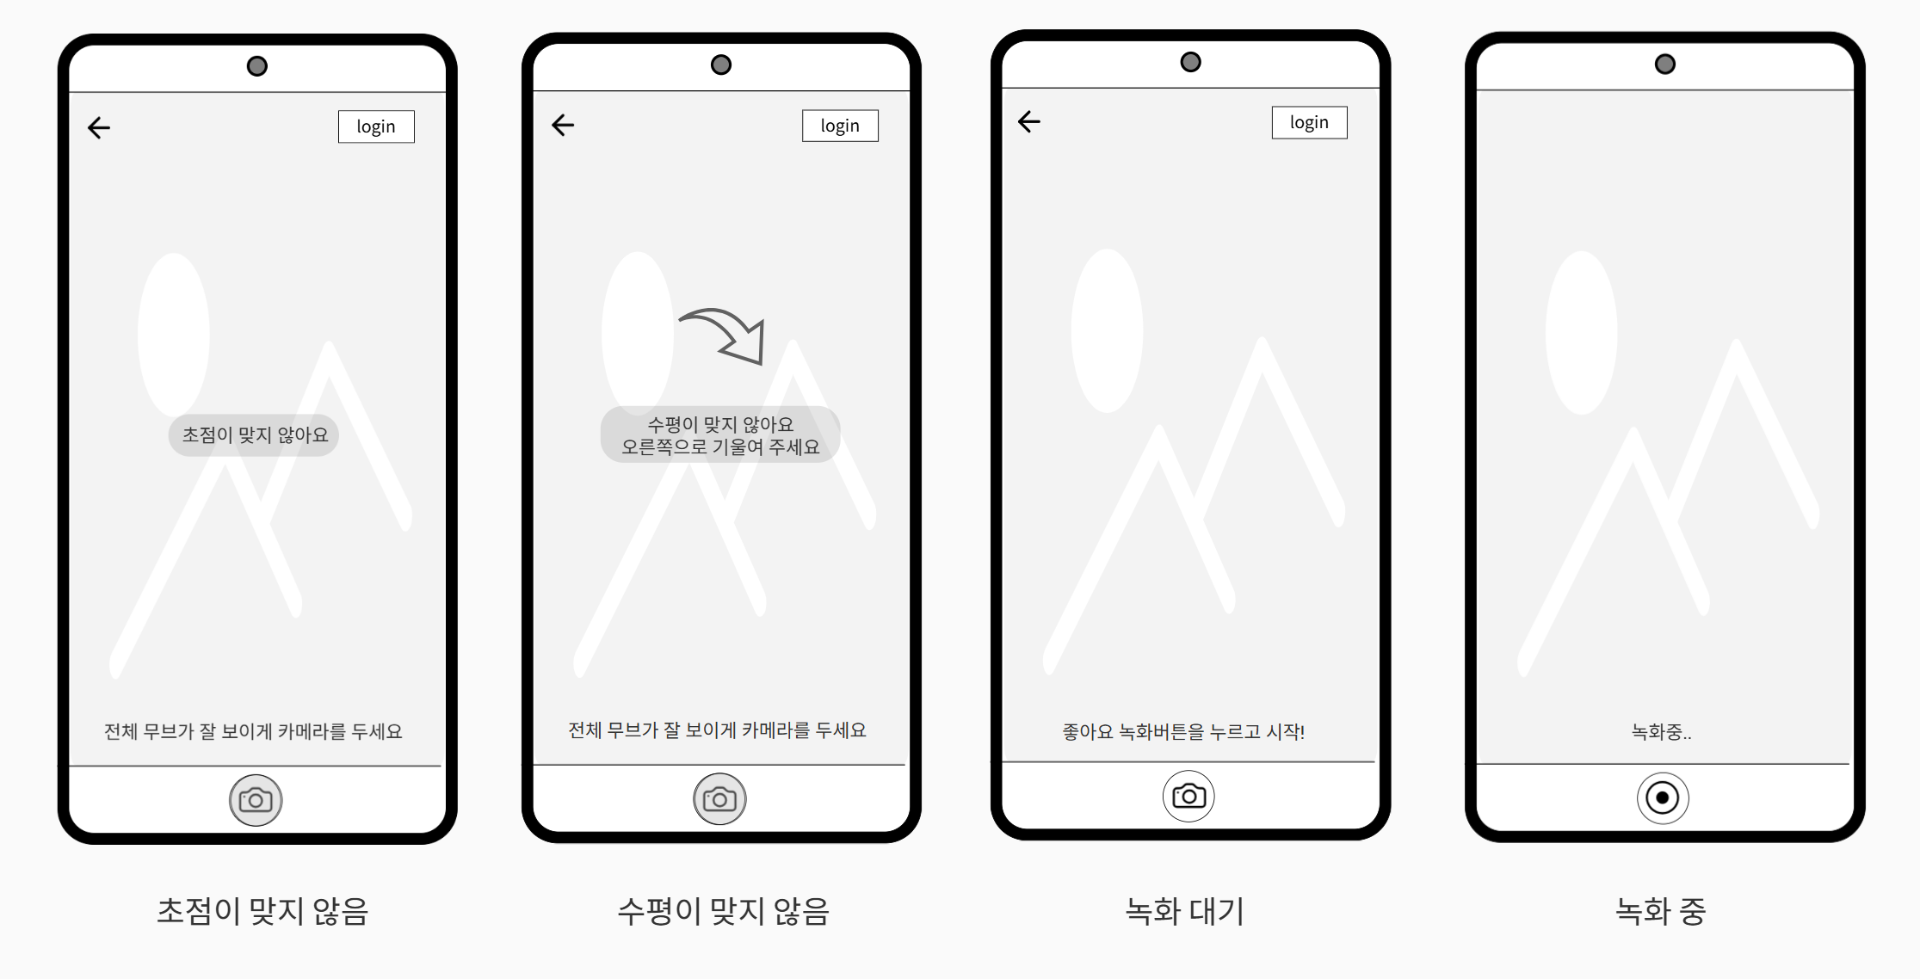 login
초점이 맞지 않아요
전체 무브가 잘 보이게 카메라를 두세요
초점이 맞지 않음
login
수평이 맞지 않아요
오른쪽으로 기울여 주세요
전체 무브가 잘 보이게 카메라를 두세요
수평이 맞지 않음
login
좋아요 녹화버튼을 누르고 시작!
녹화 대기
녹화중..
녹화 중